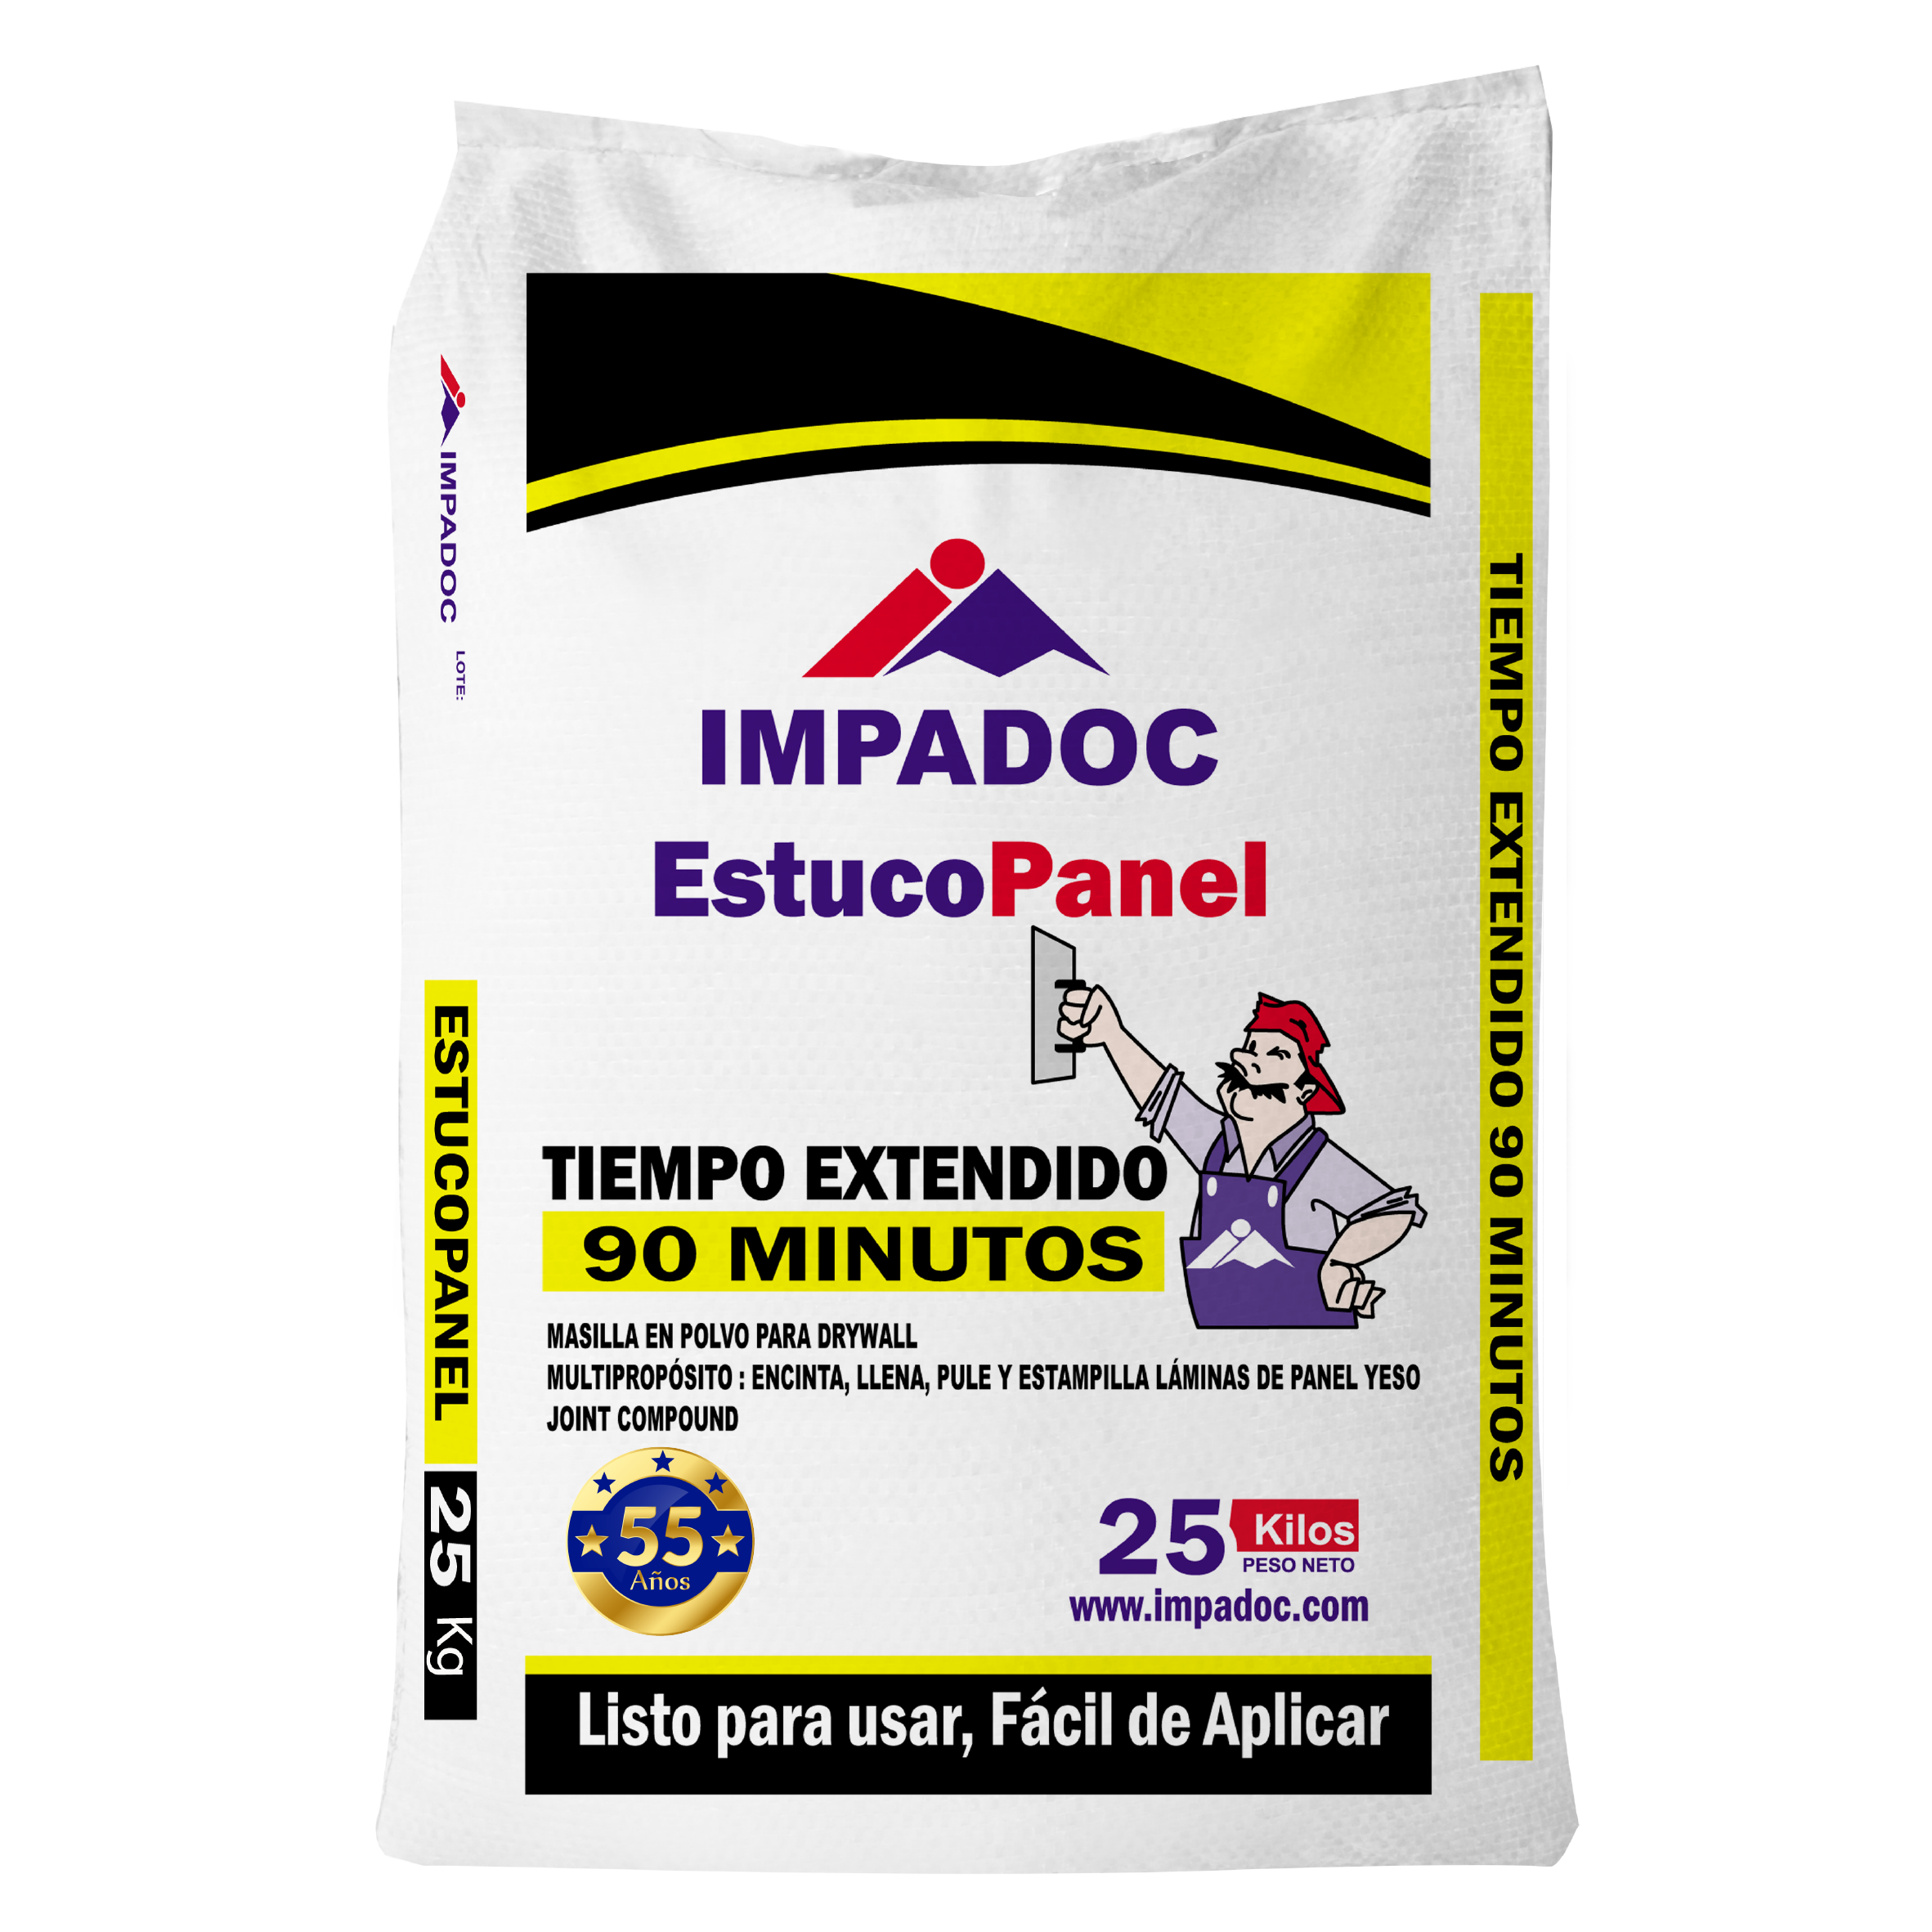 IMPADOC
EstucoPanel
TIEMPO EXTENDIDO
90 MINUTOS
MASILLA EN POLVO PARA DRYWALL
MULTIPROPÓSITO : ENCINTA, LLENA, PULE Y ESTAMPILLA LÁMINAS DE PANEL YESO
JOINT COMPOUND
55
Años
25 Kilos
PESO NETO
www.impadoc.com
Listo para usar, Fácil de Aplicar
IMPADOC LOTE:
ESTUCOPANEL
25 Kg
TIEMPO EXTENDIDO 90 MINUTOS